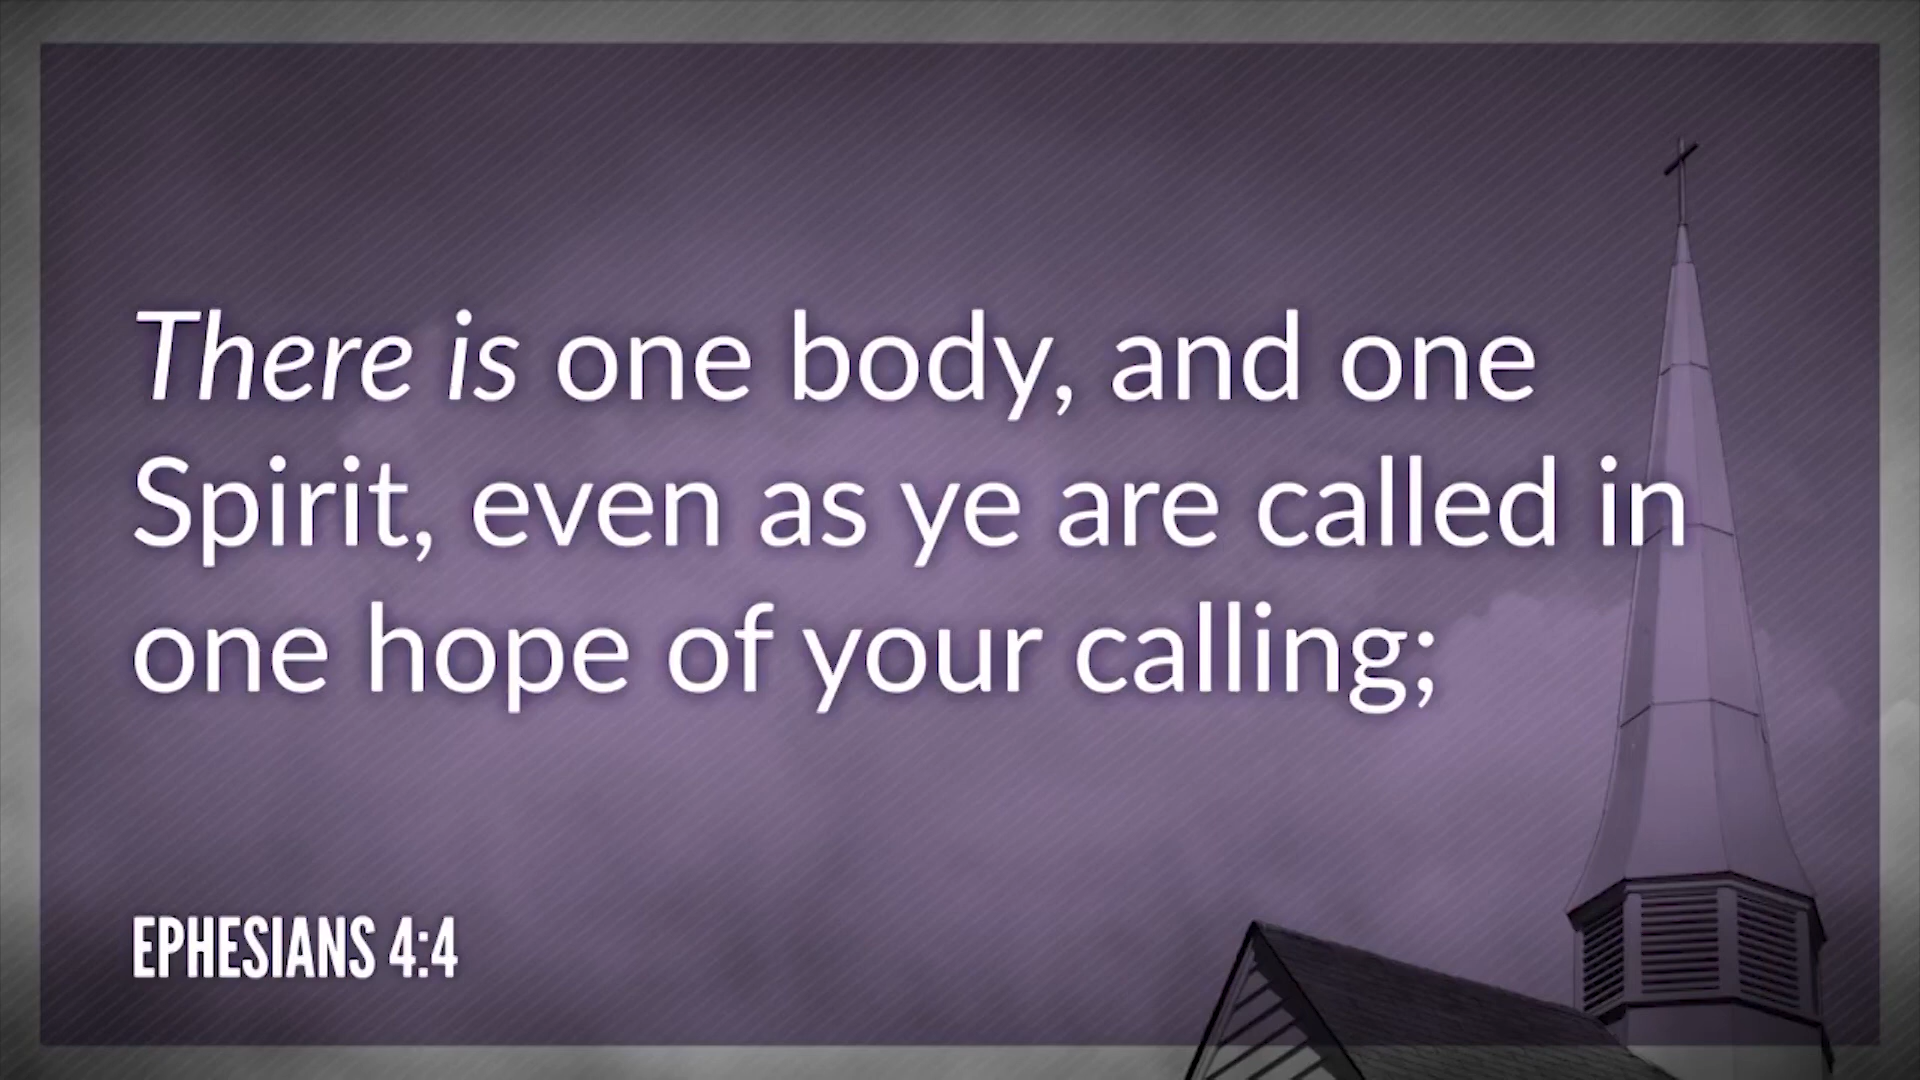 There is one body, and one
Spirit, even as ye are called in
one hope of your calling;
EPHESIANS 4:4